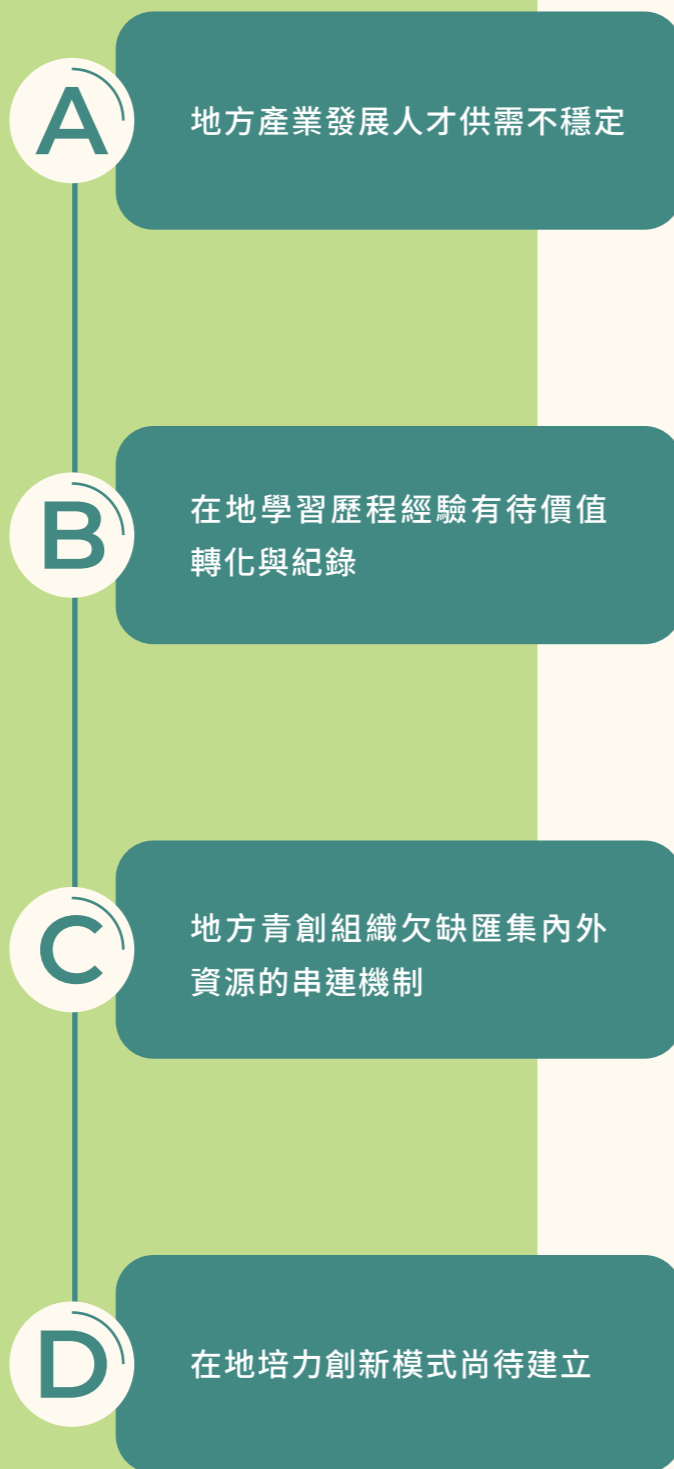 A
地方產業發展人才供需不穩定
B
在地學習歷程經驗有待價值
轉化與紀錄
C
地方青創組織欠缺匯集內外
資源的串連機制
D
在地培力創新模式尚待建立